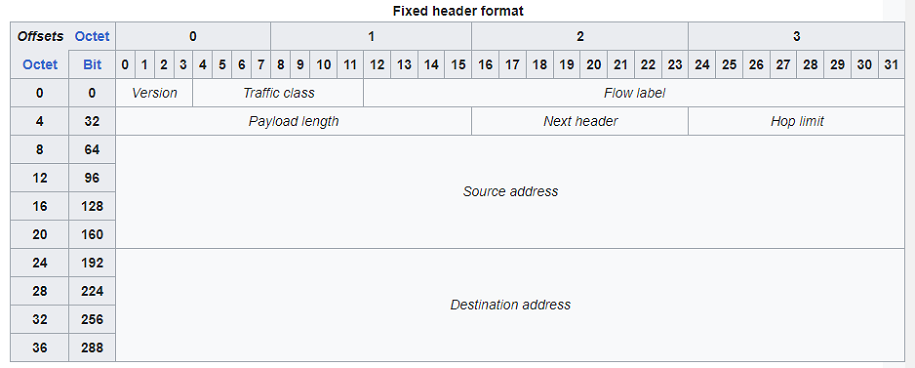 Fixed header format
Offsets Octet 0 1 2 3
Octet Bit 0 1 2 3 4 5 6 7 8 9 10 11 12 13 14 15 16 17 18 19 20 21 22 23 24 25 26 27 28 29 30 31
0 0 Version Traffic class Flow label
4 32 Payload length Next header Hop limit
8 64
12 96
Source address
16 128
20 160
24 192
28 224
Destination address
32 256
36 288